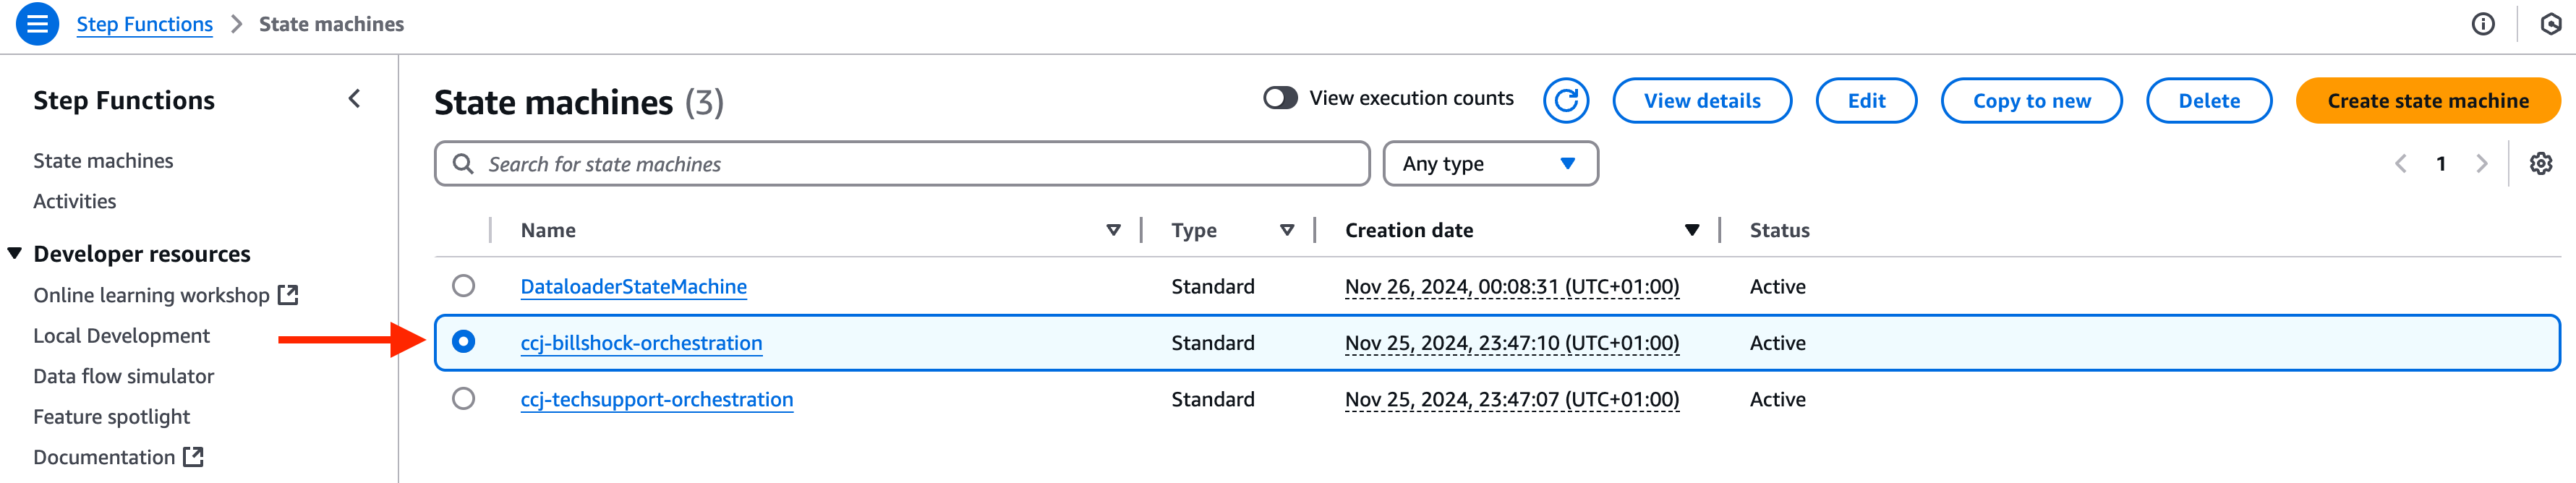 Step Functions > State machines
Step Functions
State machines
Activities
Developer resources
Online learning workshop
Local Development
Data flow simulator
Feature spotlight
Documentation
State machines (3)
View execution counts
View details
Edit
Copy to new
Delete
Create state machine
Search for state machines
Any type
1
Name Type Creation date Status
DataloaderStateMachine Standard Nov 26, 2024, 00:08:31 (UTC+01:00) Active
ccj-billshock-orchestration Standard Nov 25, 2024, 23:47:10 (UTC+01:00) Active
ccj-techsupport-orchestration Standard Nov 25, 2024, 23:47:07 (UTC+01:00) Active